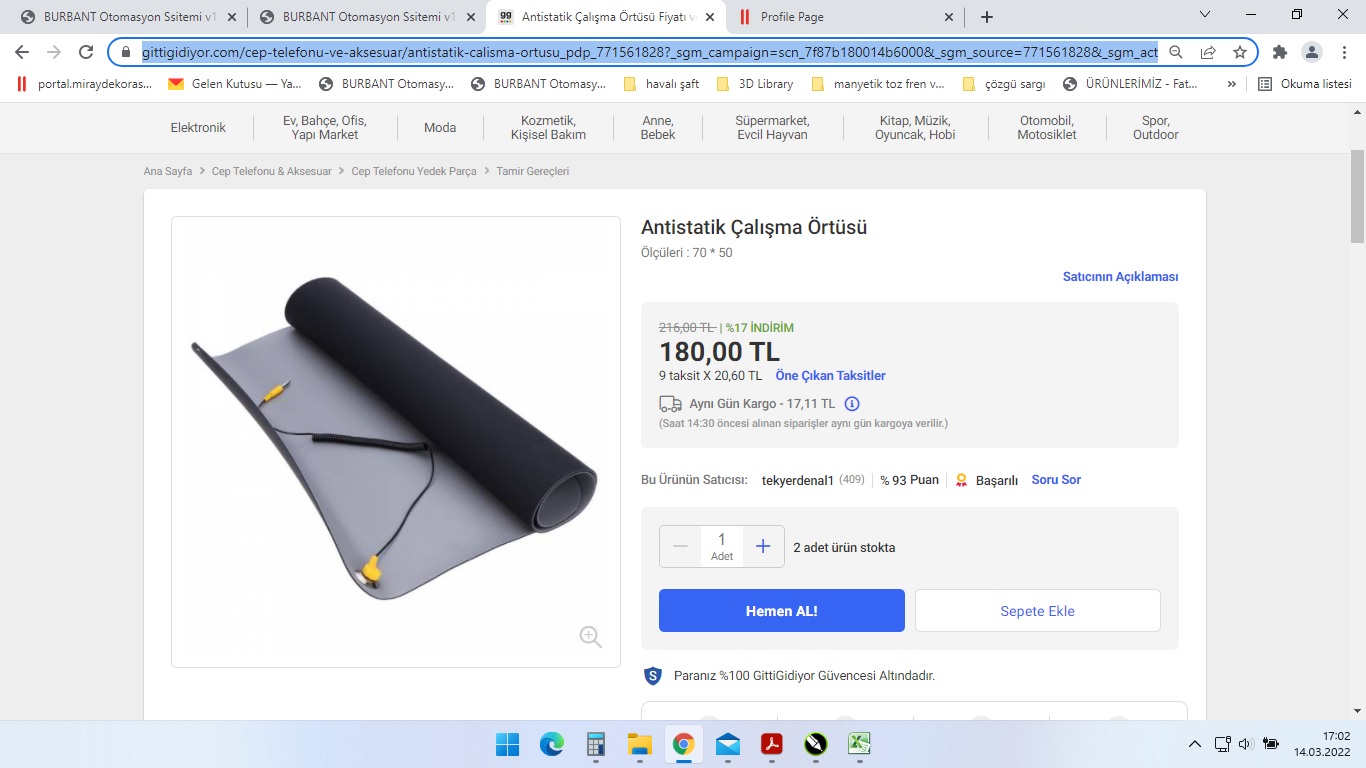 BURBANT Otomasyon Ssitemi v1
BURBANT Otomasyon Ssitemi v1
gg
Antistatik Çalışma Örtüsü Fiyatı v
Profile Page
gittigidiyor.com/cep-telefonu-ve-aksesuar/antistatik-calisma-ortusu_pdp_771561828?_sgm_campaign=scn_7f87b180014b6000&_sgm_source=771561828&_sgm_act
portal.miraydekoras...
Gelen Kutusu — Ya...
BURBANT Otomasy...
BURBANT Otomasy...
havalı şaft
3D Library
manyetik toz fren v...
çözgü sargı
ÜRÜNLERİMİZ - Fat...
»
Okuma listesi
Elektronik
Ev, Bahçe, Ofis,
Yapı Market
Moda
Kozmetik,
Kişisel Bakım
Anne,
Bebek
Süpermarket,
Evcil Hayvan
Kitap, Müzik,
Oyuncak, Hobi
Otomobil,
Motosiklet
Spor,
Outdoor
Ana Sayfa > Cep Telefonu & Aksesuar > Cep Telefonu Yedek Parça > Tamir Gereçleri
Antistatik Çalışma Örtüsü
Ölçüleri : 70 * 50
Satıcının Açıklaması
216,00 TL | %17 İNDİRİM
180,00 TL
9 taksit X 20,60 TL Öne Çıkan Taksitler
Aynı Gün Kargo - 17,11 TL
(Saat 14:30 öncesi alınan siparişler aynı gün kargoya verilir.)
Bu Ürünün Satıcısı: tekyerdenal1 (409) | % 93 Puan | Başarılı Soru Sor
1
Adet
2 adet ürün stokta
Hemen AL!
Sepete Ekle
S
Paranız %100 GittiGidiyor Güvencesi Altındadır.
17:02
14.03.2022